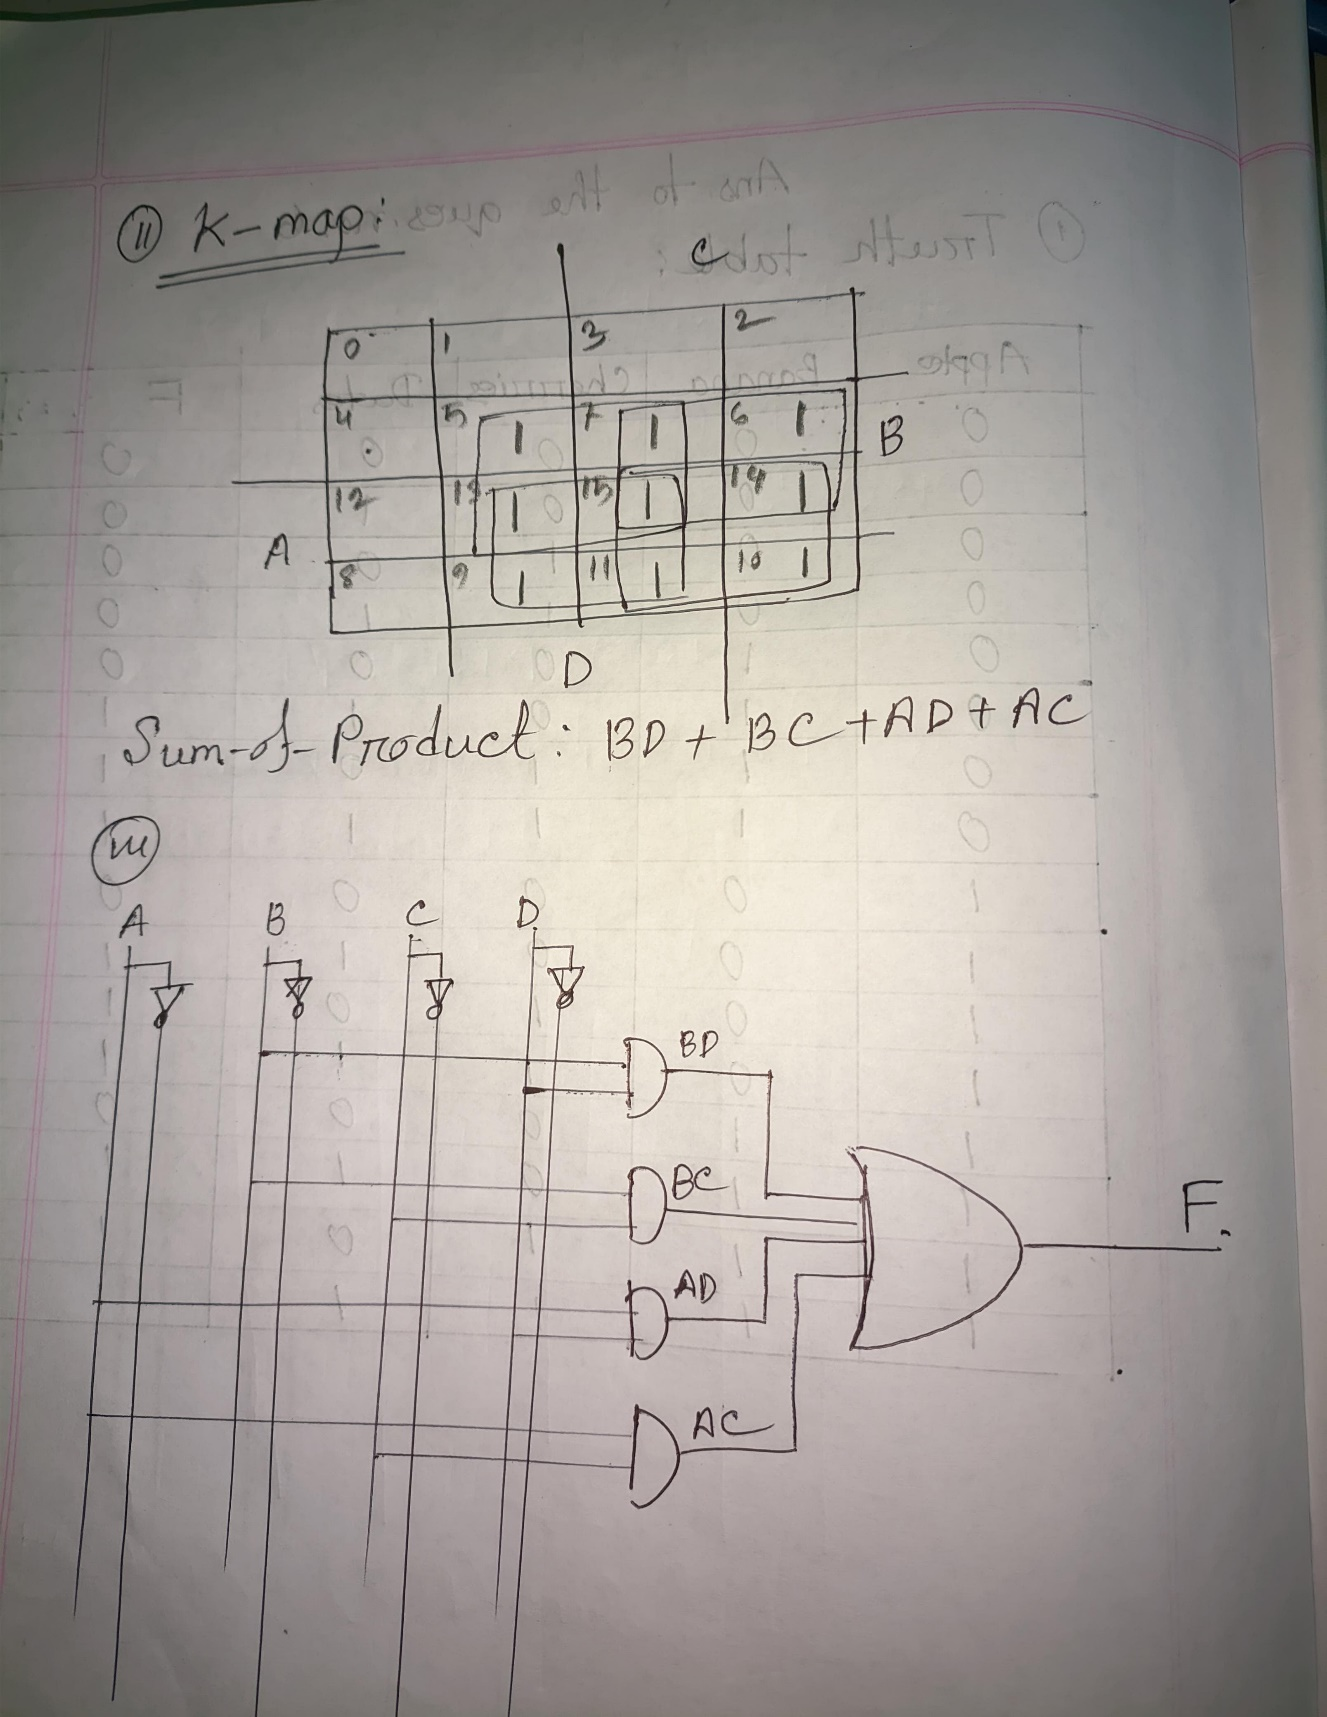 (ii) K-map:
C
0 1 3 2
4 5 1 7 1 6 1 B
12 13 1 15 1 14 1
A
8 9 1 11 1 10 1
D
Sum-of-Product: BD + BC + AD + AC
(iii)
A B C D
BD
BC
F.
AD
AC